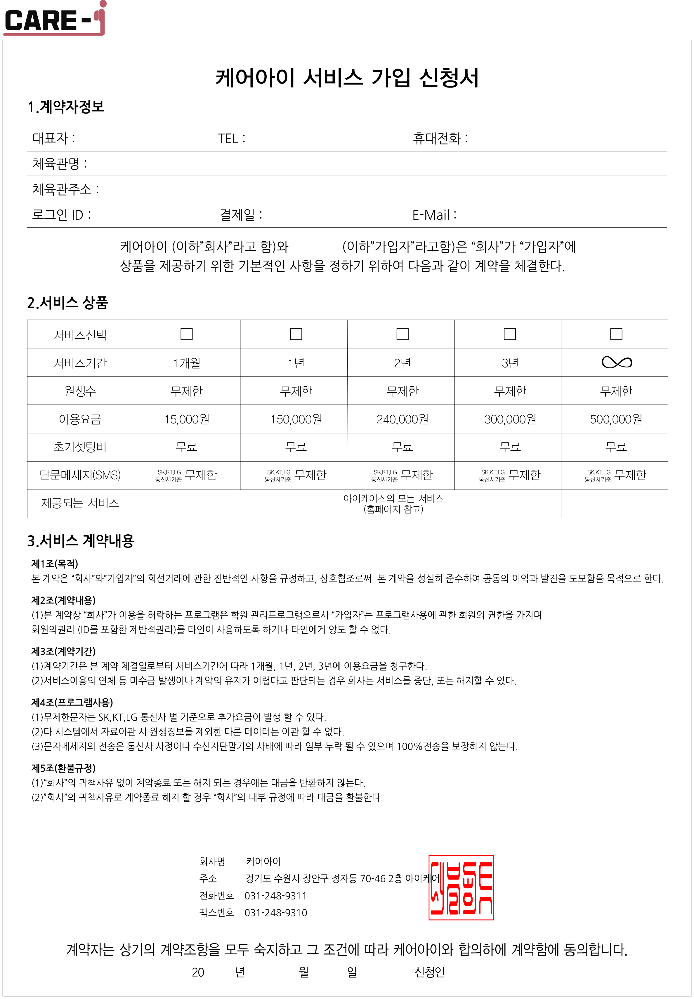 CARE-i
케어아이 서비스 가입 신청서
1.계약자정보
대표자 : TEL : 휴대전화 :
체육관명 :
체육관주소 :
로그인 ID : 결제일 : E-Mail :
케어아이 (이하”회사”라고 함)와 (이하”가입자”라고함)은 “회사”가 “가입자”에
상품을 제공하기 위한 기본적인 사항을 정하기 위하여 다음과 같이 계약을 체결한다.
2.서비스 상품
서비스선택 □ □ □ □ □
서비스기간 1개월 1년 2년 3년 ∞
원생수 무제한 무제한 무제한 무제한 무제한
이용요금 15,000원 150,000원 240,000원 300,000원 500,000원
초기셋팅비 무료 무료 무료 무료 무료
단문메세지(SMS) SK,KT,LG 통신사기준 무제한 SK,KT,LG 통신사기준 무제한 SK,KT,LG 통신사기준 무제한 SK,KT,LG 통신사기준 무제한 SK,KT,LG 통신사기준 무제한
제공되는 서비스 아이케어스의 모든 서비스
(홈페이지 참고)
3.서비스 계약내용
제1조(목적)
본 계약은 “회사”와”가입자”의 회선거래에 관한 전반적인 사항을 규정하고, 상호협조로써 본 계약을 성실히 준수하여 공동의 이익과 발전을 도모함을 목적으로 한다.
제2조(계약내용)
(1)본 계약상 “회사”가 이용을 허락하는 프로그램은 학원 관리프로그램으로서 “가입자”는 프로그램사용에 관한 회원의 권한을 가지며
회원의권리 (ID를 포함한 제반적권리)를 타인이 사용하도록 하거나 타인에게 양도 할 수 없다.
제3조(계약기간)
(1)계약기간은 본 계약 체결일로부터 서비스기간에 따라 1개월, 1년, 2년, 3년에 이용요금을 청구한다.
(2)서비스이용의 연체 등 미수금 발생이나 계약의 유지가 어렵다고 판단되는 경우 회사는 서비스를 중단, 또는 해지할 수 있다.
제4조(프로그램사용)
(1)무제한문자는 SK,KT,LG 통신사 별 기준으로 추가요금이 발생 할 수 있다.
(2)타 시스템에서 자료이관 시 원생정보를 제외한 다른 데이터는 이관 할 수 없다.
(3)문자메세지의 전송은 통신사 사정이나 수신자단말기의 사태에 따라 일부 누락 될 수 있으며 100%전송을 보장하지 않는다.
제5조(환불규정)
(1)“회사”의 귀책사유 없이 계약종료 또는 해지 되는 경우에는 대금을 반환하지 않는다.
(2)”회사”의 귀책사유로 계약종료 해지 할 경우 “회사”의 내부 규정에 따라 대금을 환불한다.
회사명 케어아이
주소 경기도 수원시 장안구 정자동 70-46 2층 아이케어
전화번호 031-248-9311
팩스번호 031-248-9310
계약자는 상기의 계약조항을 모두 숙지하고 그 조건에 따라 케어아이와 합의하에 계약함에 동의합니다.
20 년 월 일 신청인